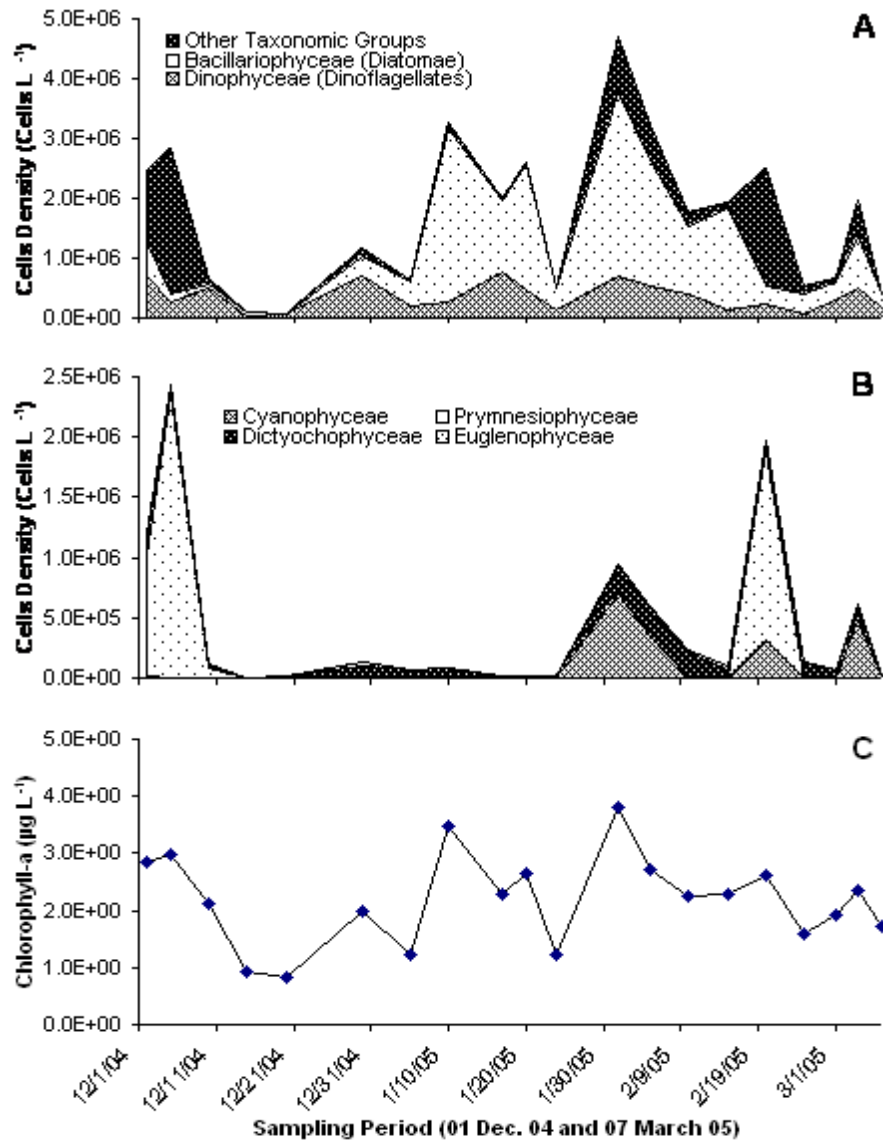 A
5.0E+06
4.0E+06
3.0E+06
2.0E+06
1.0E+06
0.0E+00
Cells Density (Cells L⁻¹)
Other Taxonomic Groups
Bacillariophyceae (Diatomae)
Dinophyceae (Dinoflagellates)
B
2.5E+06
2.0E+06
1.5E+06
1.0E+06
5.0E+05
0.0E+00
Cells Density (Cells L⁻¹)
Cyanophyceae Prymnesiophyceae
Dictyochophyceae Euglenophyceae
C
5.0E+00
4.0E+00
3.0E+00
2.0E+00
1.0E+00
0.0E+00
Chlorophyll-a (µg L⁻¹)
12/1/04 12/11/04 12/21/04 12/31/04 1/10/05 1/20/05 1/30/05 2/9/05 2/19/05 3/1/05
Sampling Period (01 Dec. 04 and 07 March 05)